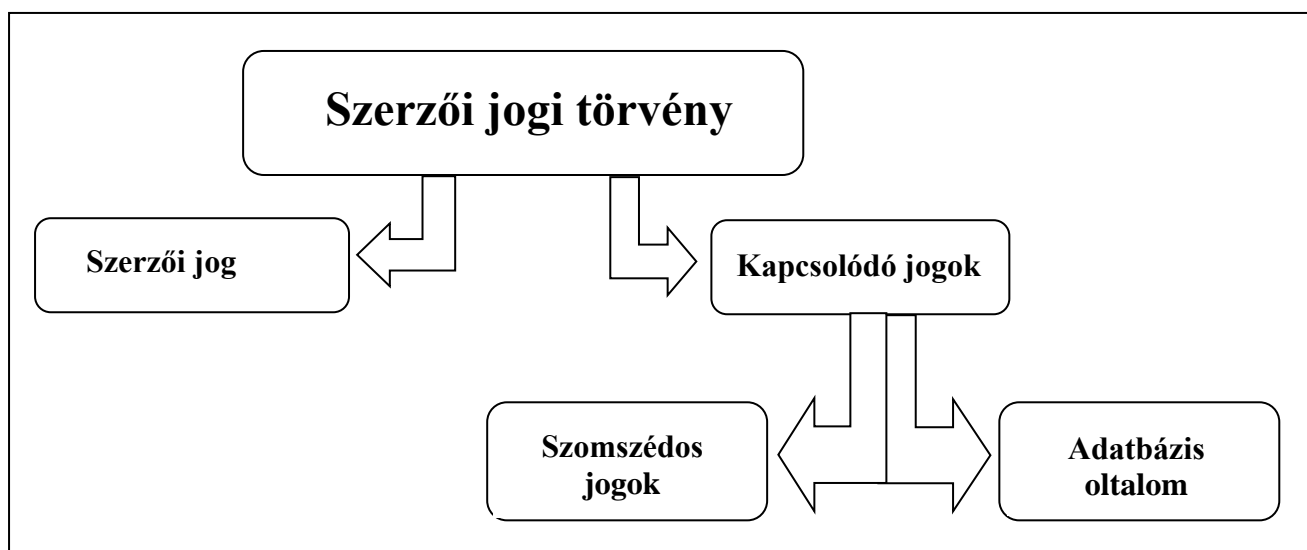 Szerzői jogi törvény
Szerzői jog
Kapcsolódó jogok
Szomszédos
jogok
Adatbázis
oltalom